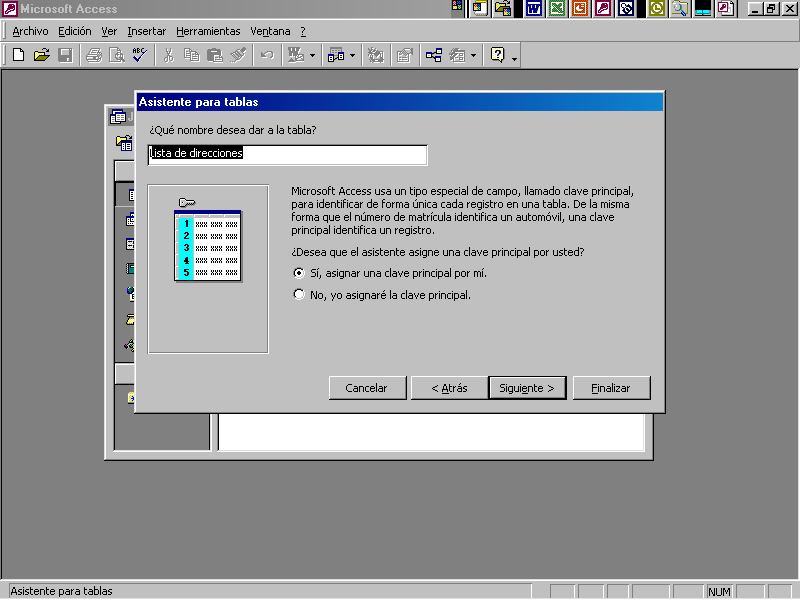 Microsoft Access
Archivo Edición Ver Insertar Herramientas Ventana ?
Asistente para tablas
¿Qué nombre desea dar a la tabla?
lista de direcciones
Microsoft Access usa un tipo especial de campo, llamado clave principal,
para identificar de forma única cada registro en una tabla. De la misma
forma que el número de matrícula identifica un automóvil, una clave
principal identifica un registro.
1 xxx xxx xxx
2 xxx xxx xxx
3 xxx xxx xxx
4 xxx xxx xxx
5 xxx xxx xxx
¿Desea que el asistente asigne una clave principal por usted?
Sí, asignar una clave principal por mí.
No, yo asignaré la clave principal.
Cancelar < Atrás Siguiente > Finalizar
Asistente para tablas NUM